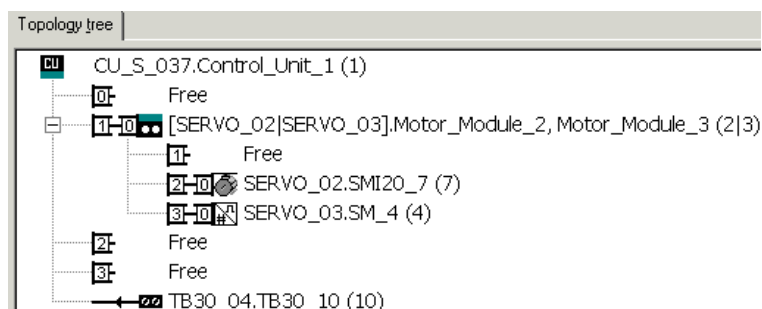 Topology tree
CU CU_S_037.Control_Unit_1 (1)
0 Free
1 0 [SERVO_02|SERVO_03].Motor_Module_2, Motor_Module_3 (2|3)
1 Free
2 0 SERVO_02.SMI20_7 (7)
3 0 # SERVO_03.SM_4 (4)
2 Free
3 Free
TB30_04.TB30_10 (10)